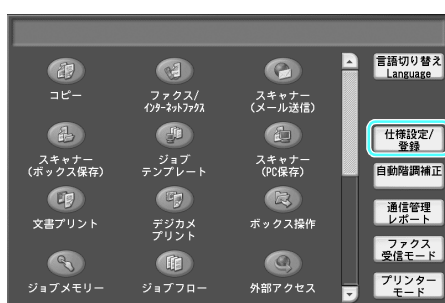 コピー
ファクス/
インターネットファクス
スキャナー
(メール送信)
言語切り替え
Language
スキャナー
(ボックス保存)
ジョブ
テンプレート
スキャナー
(PC保存)
仕様設定/
登録
自動階調補正
文書プリント
デジカメ
プリント
ボックス操作
通信管理
レポート
ファクス
受信モード
ジョブメモリー
ジョブフロー
外部アクセス
プリンター
モード